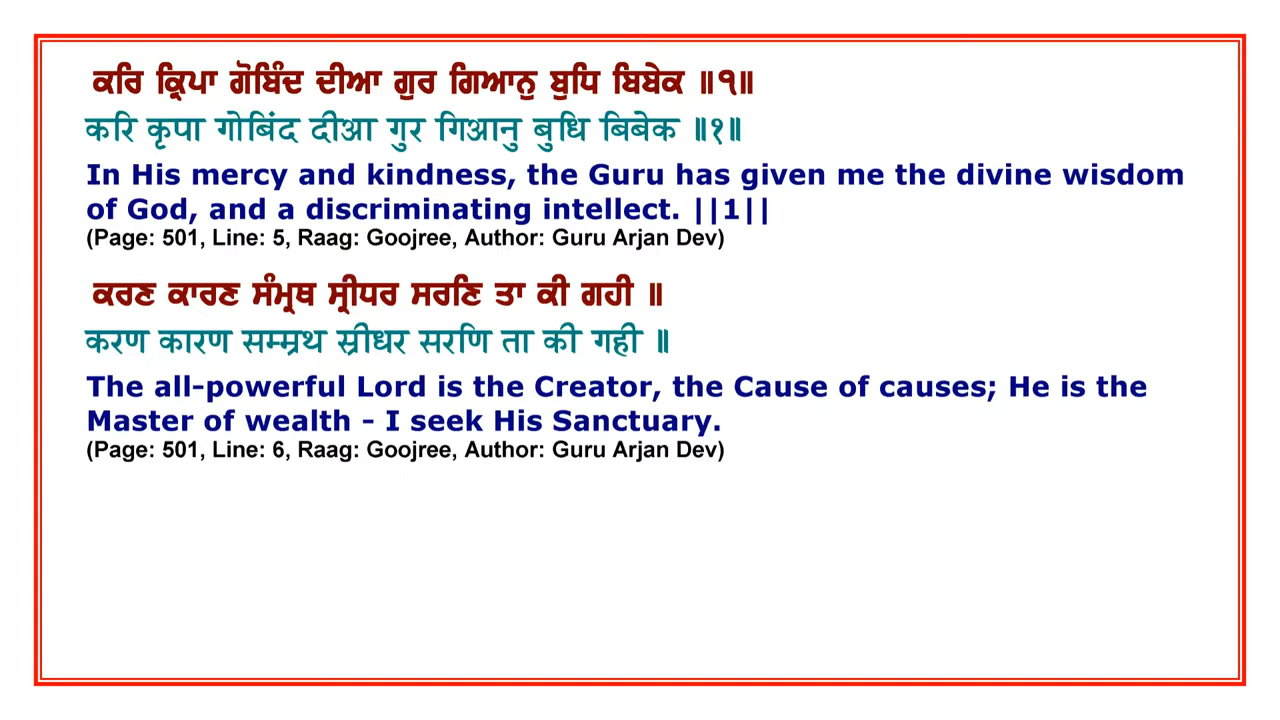 ਕਰਿ ਕ੍ਰਿਪਾ ਗੋਬਿੰਦ ਦੀਆ ਗੁਰ ਗਿਆਨੁ ਬੁਧਿ ਬਿਬੇਕ ॥੧॥
करि कृपा गोबिंद दीआ गुर गिआनु बुधि बिबेक ॥१॥
In His mercy and kindness, the Guru has given me the divine wisdom
of God, and a discriminating intellect. ||1||
(Page: 501, Line: 5, Raag: Goojree, Author: Guru Arjan Dev)
ਕਰਣ ਕਾਰਣ ਸੰਮ੍ਰਥ ਸ੍ਰੀਧਰ ਸਰਣਿ ਤਾ ਕੀ ਗਹੀ ॥
करण कारण सम्म्रथ स्रीधर सरणि ता की गही ॥
The all-powerful Lord is the Creator, the Cause of causes; He is the
Master of wealth - I seek His Sanctuary.
(Page: 501, Line: 6, Raag: Goojree, Author: Guru Arjan Dev)